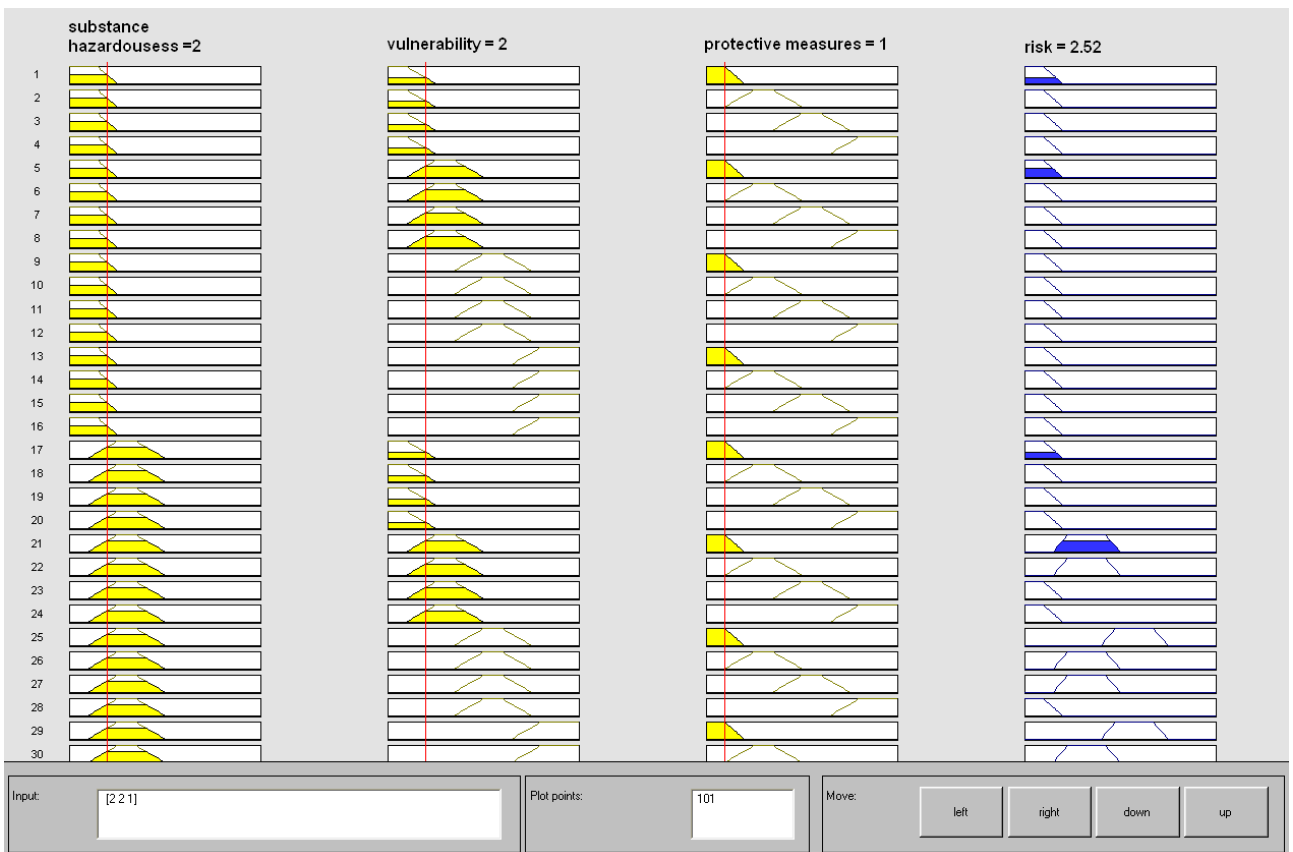 substance
hazardousess =2
vulnerability = 2
protective measures = 1
risk = 2.52
1
2
3
4
5
6
7
8
9
10
11
12
13
14
15
16
17
18
19
20
21
22
23
24
25
26
27
28
29
30
Input:
[2 2 1]
Plot points:
101
Move:
left
right
down
up